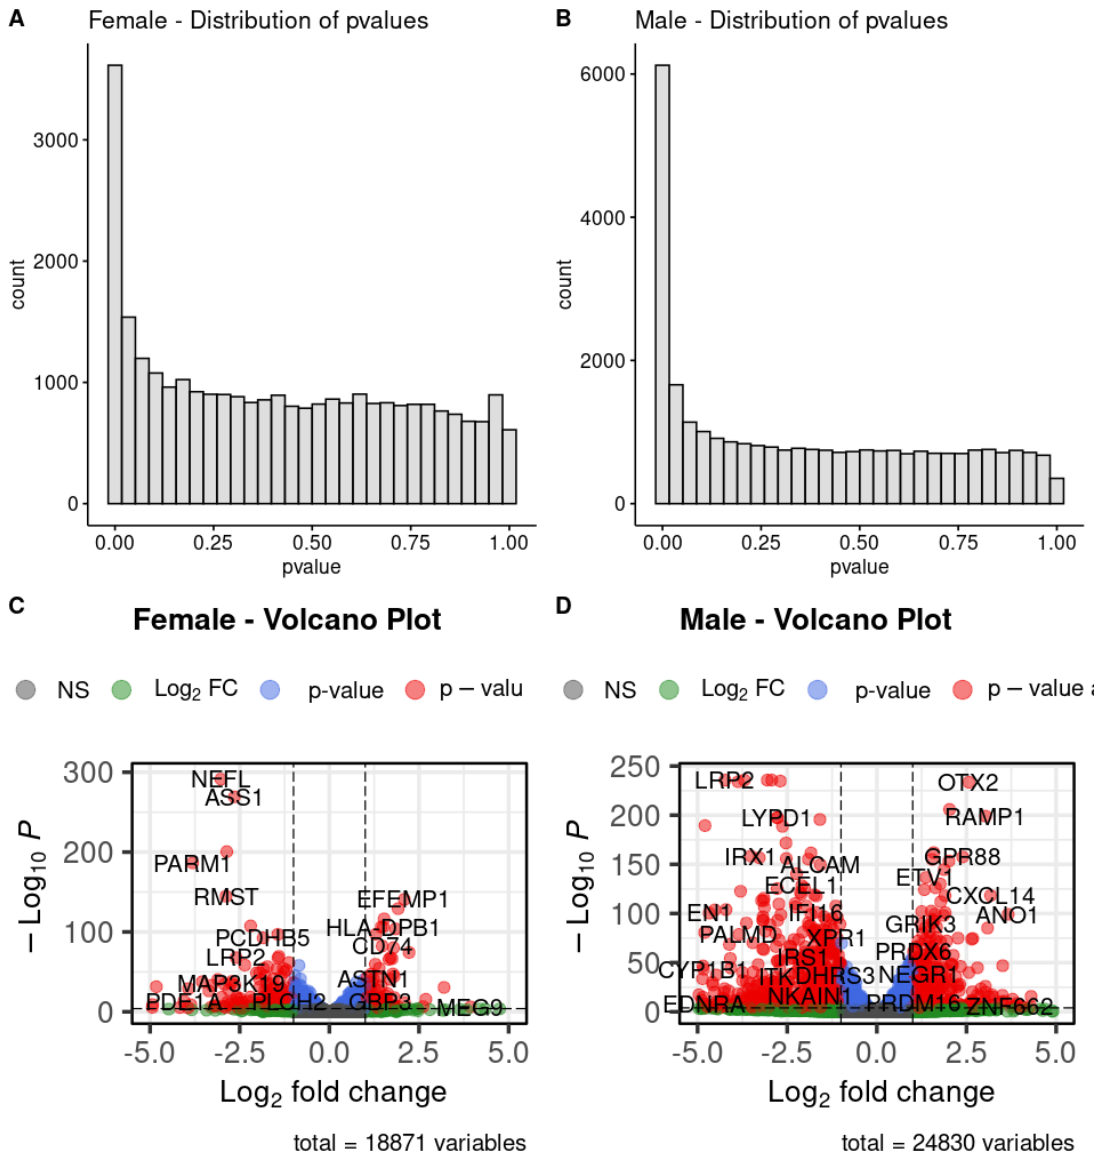 A Female - Distribution of pvalues
3000
2000
1000
0
count
0.00 0.25 0.50 0.75 1.00
pvalue
B Male - Distribution of pvalues
6000
4000
2000
0
count
0.00 0.25 0.50 0.75 1.00
pvalue
C Female - Volcano Plot
NS Log2 FC p-value p − valu
300
200
100
0
− Log10 P
NEFL
ASS1
PARM1
RMST
EFEMP1
HLA-DPB1
PCDHB5
CD74
LRP2
ASTN1
MAP3K19
PDE1A
PLCH2
GBP3
MEG9
-5.0 -2.5 0.0 2.5 5.0
Log2 fold change
total = 18871 variables
D Male - Volcano Plot
NS Log2 FC p-value p − value a
250
200
150
100
50
0
− Log10 P
LRP2
OTX2
LYPD1
RAMP1
IRX1
GPR88
ALCAM
ETV1
ECEL1
CXCL14
EN1
IFI16
ANO1
GRIK3
PALMD
XPR1
PRDX6
IRS1
CYP1B1
ITK
DHRS3
NEGR1
NKAIN1
EDNRA
PRDM16
ZNF662
-5.0 -2.5 0.0 2.5 5.0
Log2 fold change
total = 24830 variables